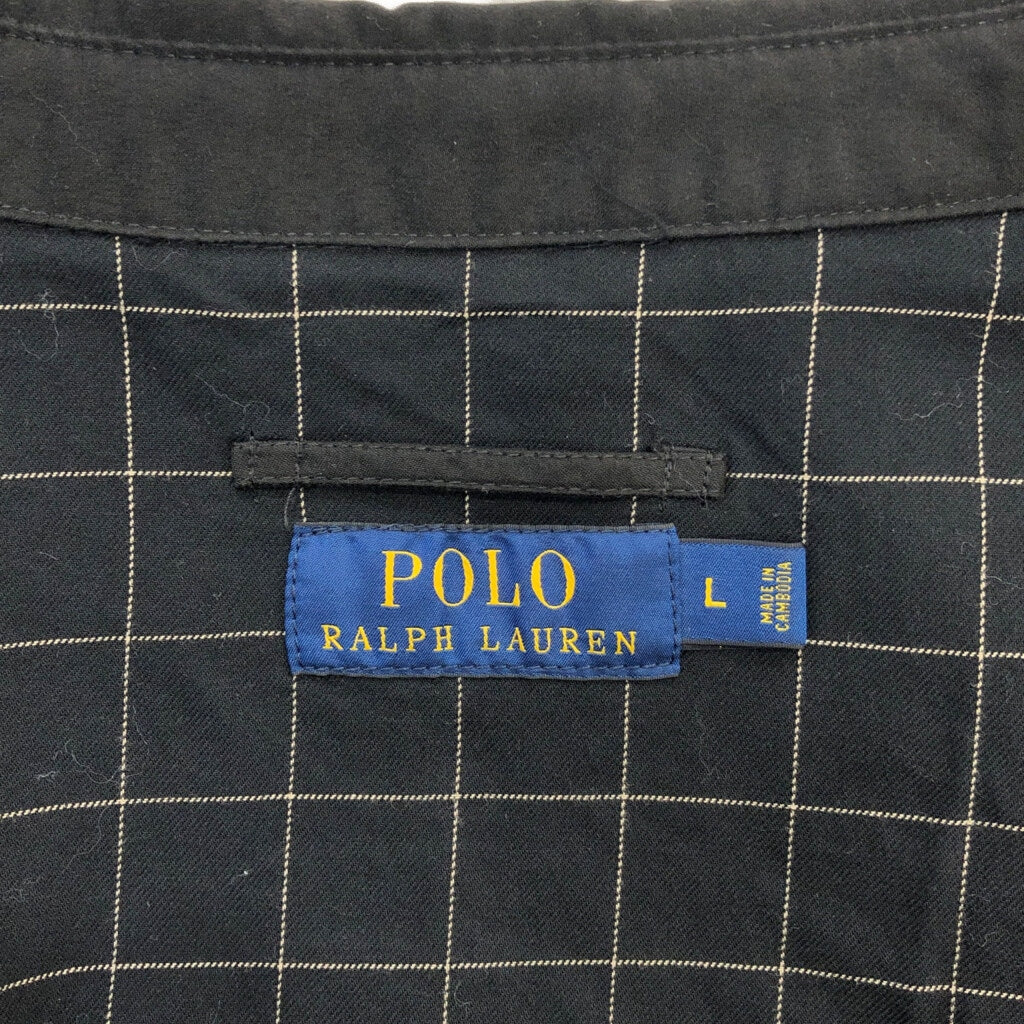 POLO
RALPH LAUREN
L
MADE IN
CAMBODIA